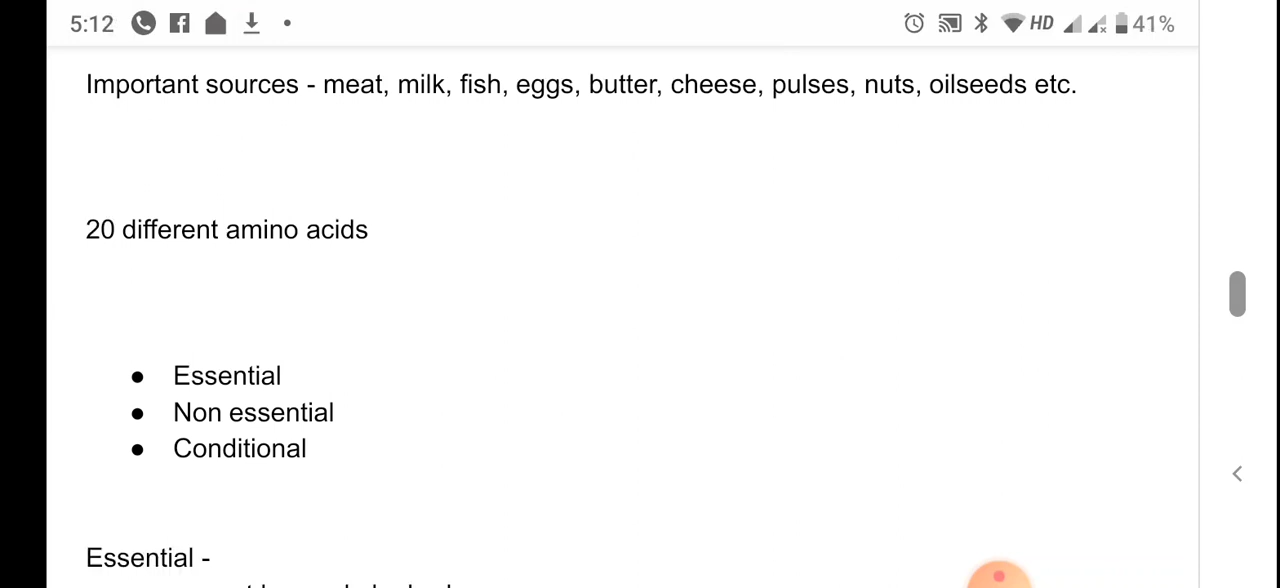 5:12 HD 41%
Important sources - meat, milk, fish, eggs, butter, cheese, pulses, nuts, oilseeds etc.
20 different amino acids
● Essential
● Non essential
● Conditional
Essential -